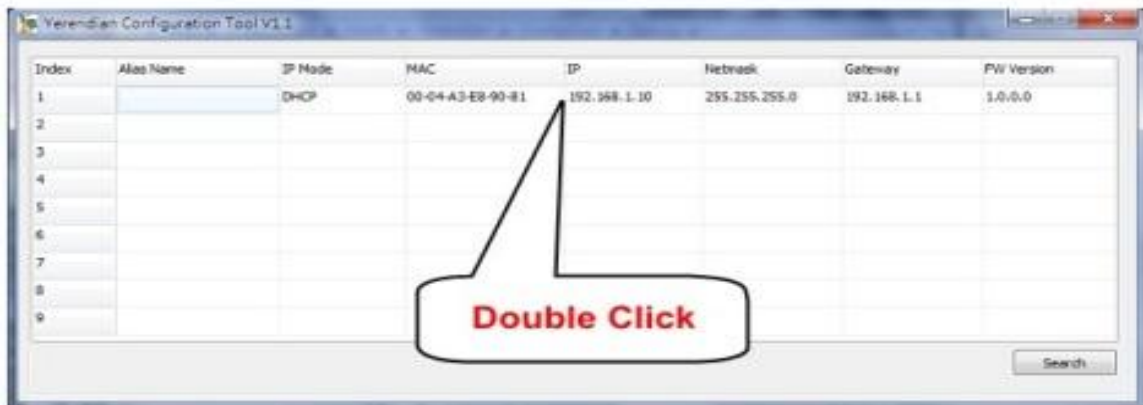 Yerendian Configuration Tool V1.1
Index Alias Name IP Mode MAC IP Netmask Gateway FW Version
1 DHCP 00-04-A3-E8-90-81 192.168.1.10 255.255.255.0 192.168.1.1 1.0.0.0
2
3
4
5
6
7
8
9
Double Click
Search